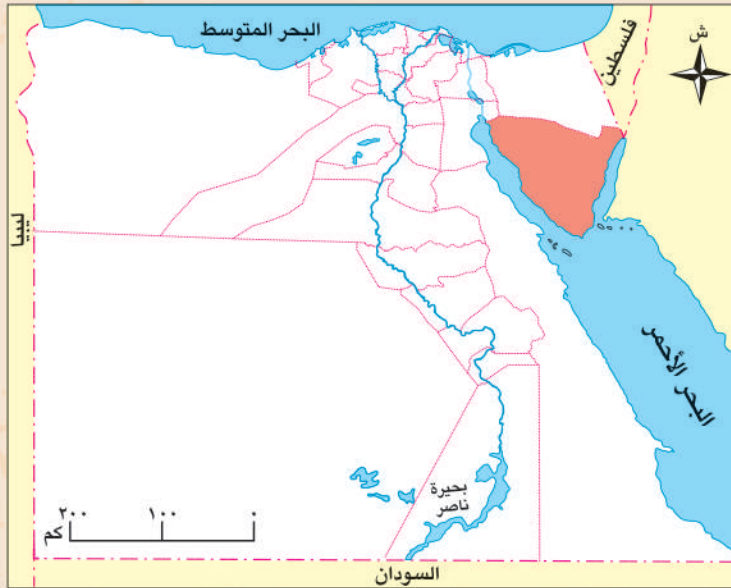 البحر المتوسط
ش
فلسطين
ليبيا
البحر الأحمر
بحيرة
ناصر
٢٠٠ ١٠٠ ٠
كم
السودان